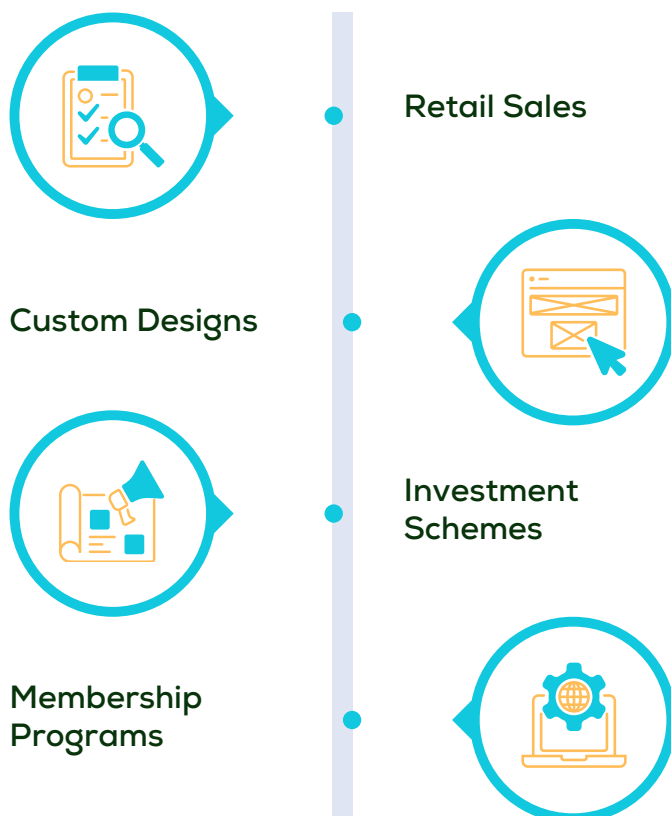 Retail Sales
Custom Designs
Investment
Schemes
Membership
Programs